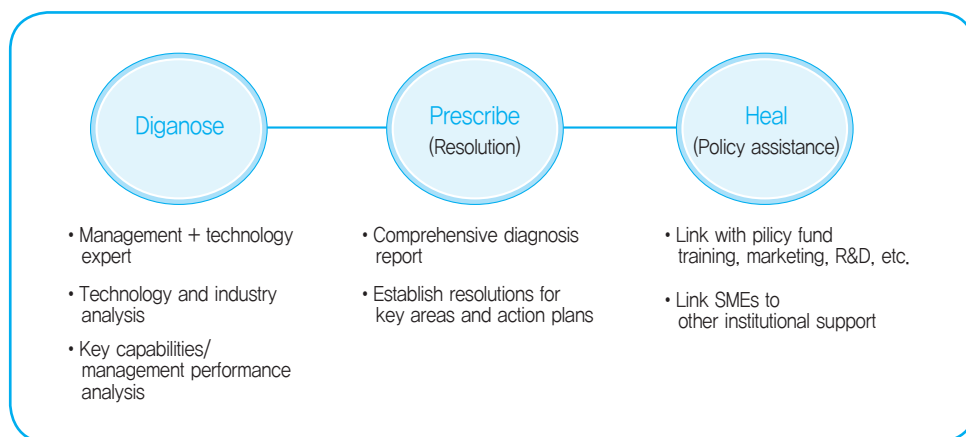 Diganose
Prescribe
(Resolution)
Heal
(Policy assistance)
• Management + technology
expert
• Technology and industry
analysis
• Key capabilities/
management performance
analysis
• Comprehensive diagnosis
report
• Establish resolutions for
key areas and action plans
• Link with pilicy fund
training, marketing, R&D, etc.
• Link SMEs to
other institutional support